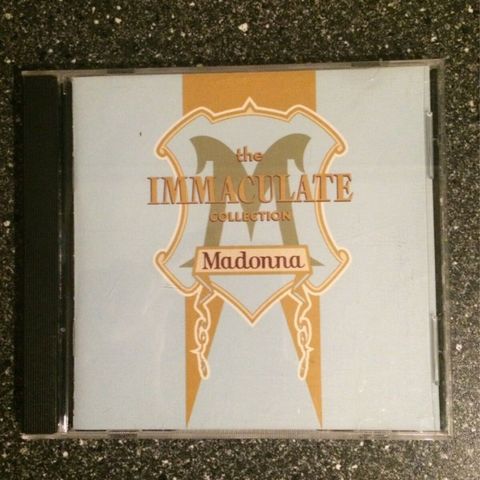 the
M
IMMACULATE
COLLECTION
Madonna